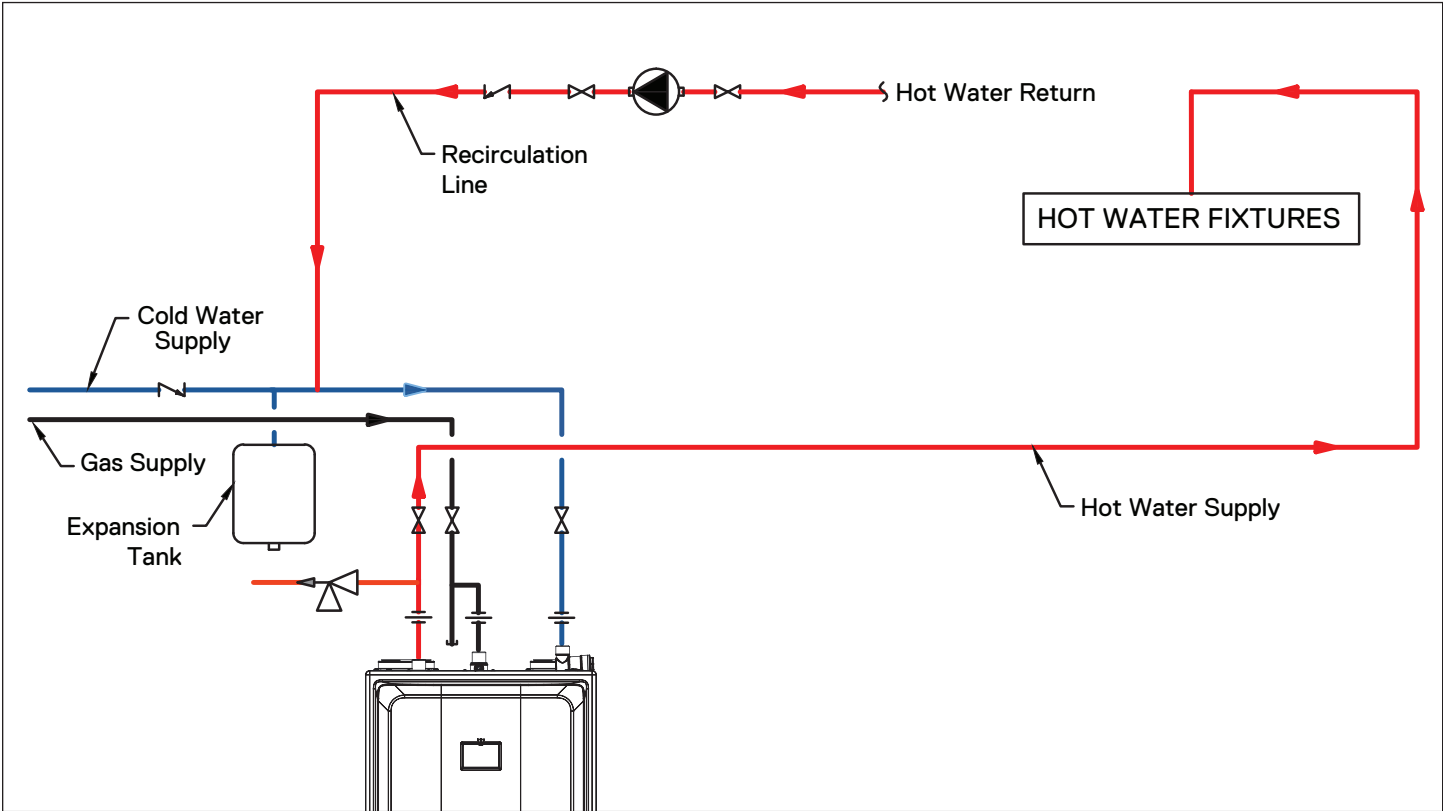 Hot Water Return
Recirculation
Line
HOT WATER FIXTURES
Cold Water
Supply
Gas Supply
Expansion
Tank
Hot Water Supply